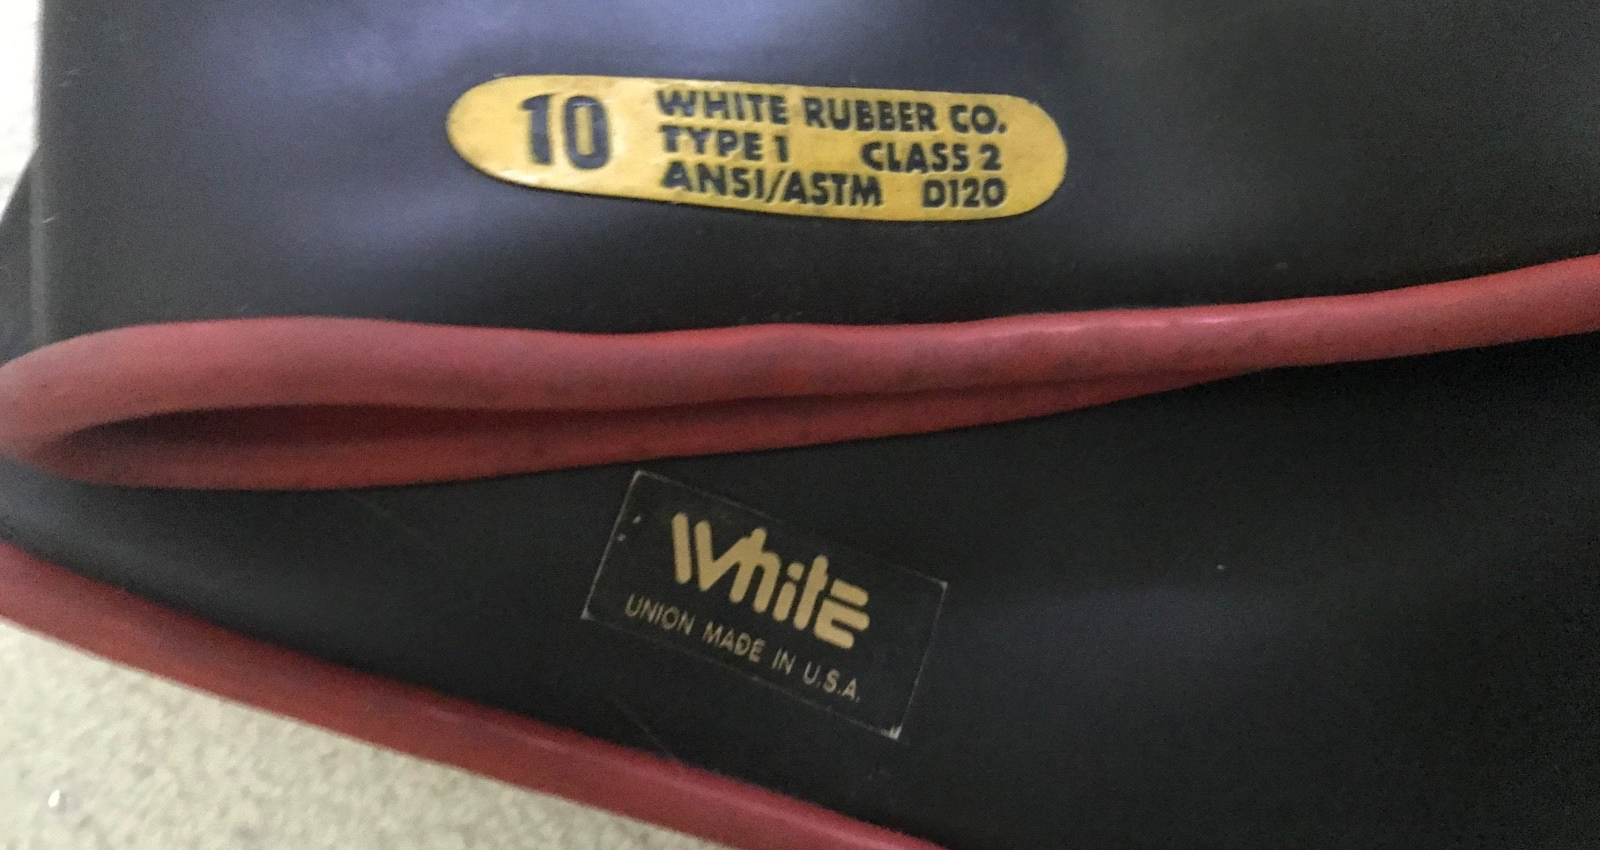 10 WHITE RUBBER CO.
TYPE 1 CLASS 2
ANSI/ASTM D120
White
UNION MADE IN U.S.A.